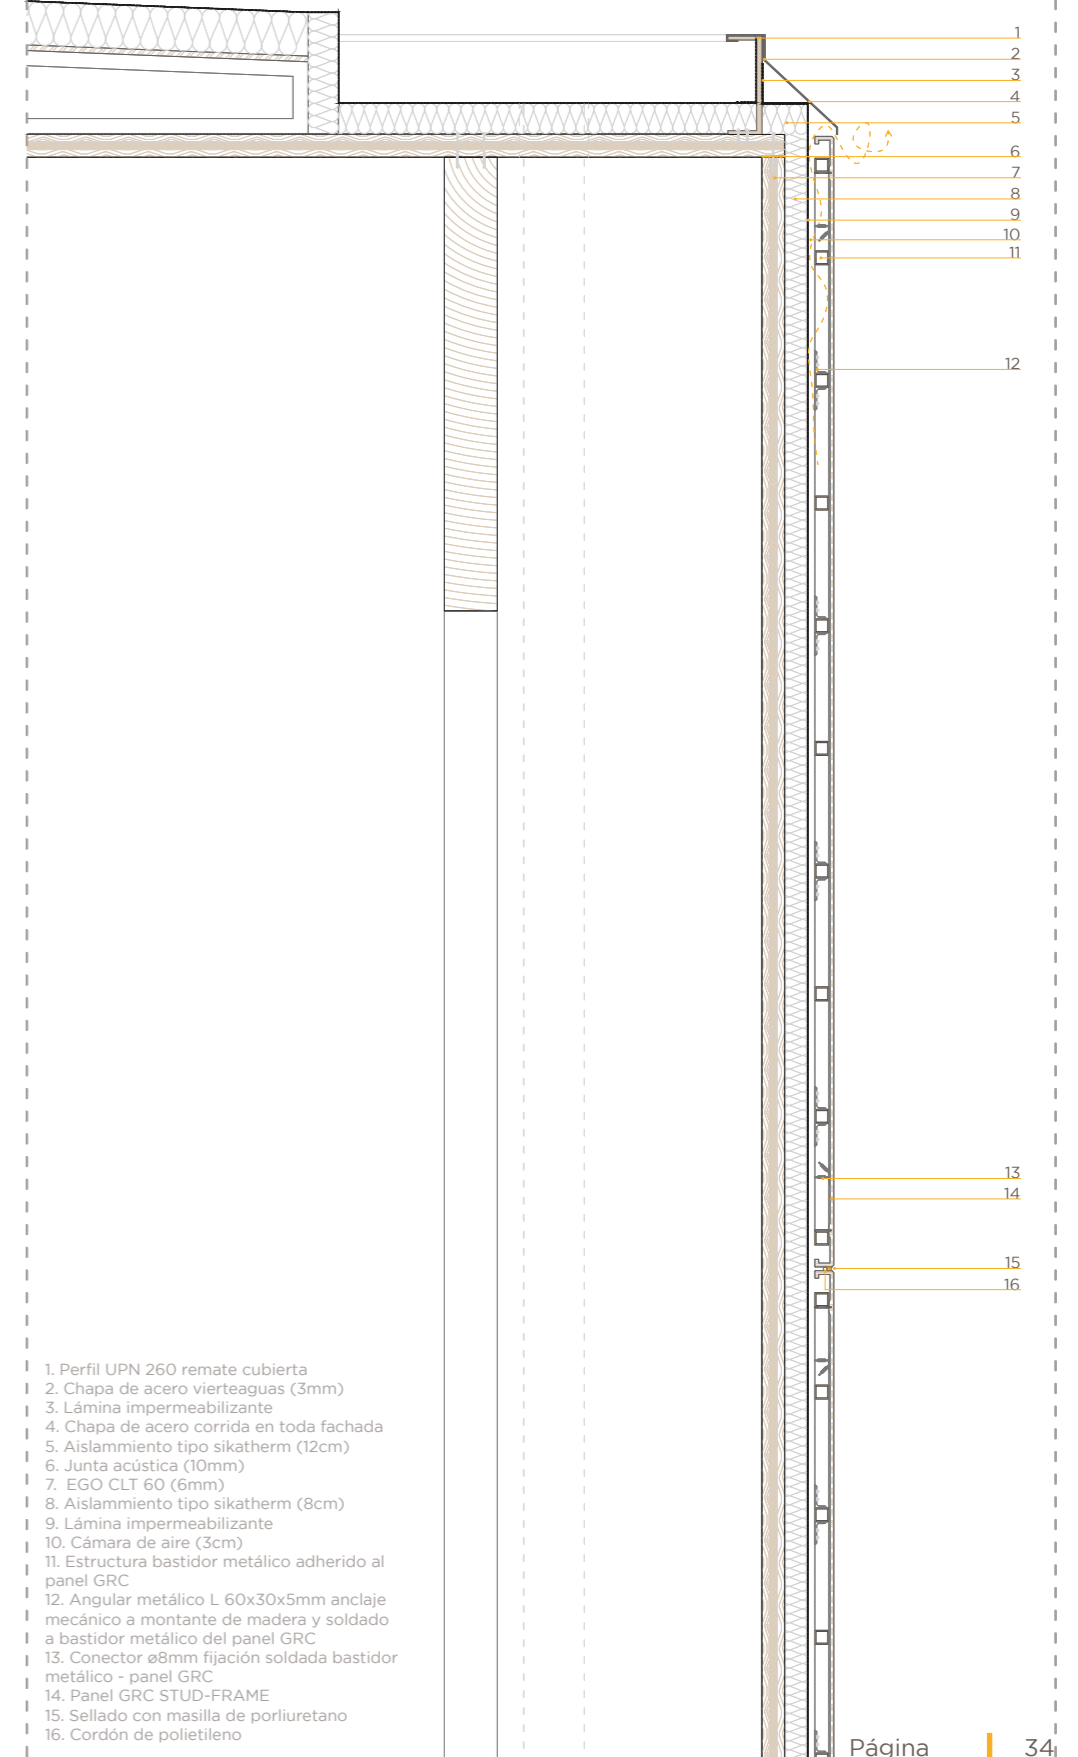 1
2
3
4
5
6
7
8
9
10
11
12
13
14
15
16
1. Perfil UPN 260 remate cubierta
2. Chapa de acero vierteaguas (3mm)
3. Lámina impermeabilizante
4. Chapa de acero corrida en toda fachada
5. Aislammiento tipo sikatherm (12cm)
6. Junta acústica (10mm)
7. EGO CLT 60 (6mm)
8. Aislammiento tipo sikatherm (8cm)
9. Lámina impermeabilizante
10. Cámara de aire (3cm)
11. Estructura bastidor metálico adherido al
panel GRC
12. Angular metálico L 60x30x5mm anclaje
mecánico a montante de madera y soldado
a bastidor metálico del panel GRC
13. Conector ø8mm fijación soldada bastidor
metálico - panel GRC
14. Panel GRC STUD-FRAME
15. Sellado con masilla de porliuretano
16. Cordón de polietileno
Página 34